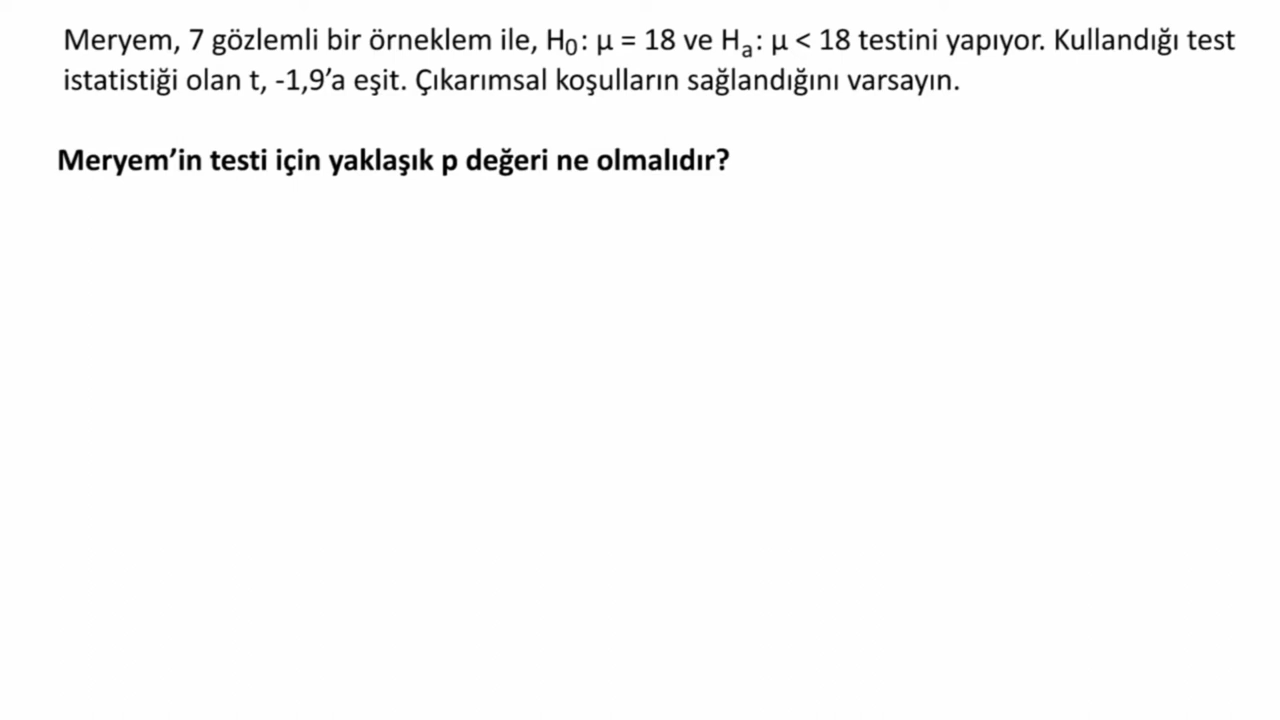 Meryem, 7 gözlemli bir örneklem ile, H₀: μ = 18 ve Hₐ: μ < 18 testini yapıyor. Kullandığı test
istatistiği olan t, -1,9’a eşit. Çıkarımsal koşulların sağlandığını varsayın.
Meryem’in testi için yaklaşık p değeri ne olmalıdır?